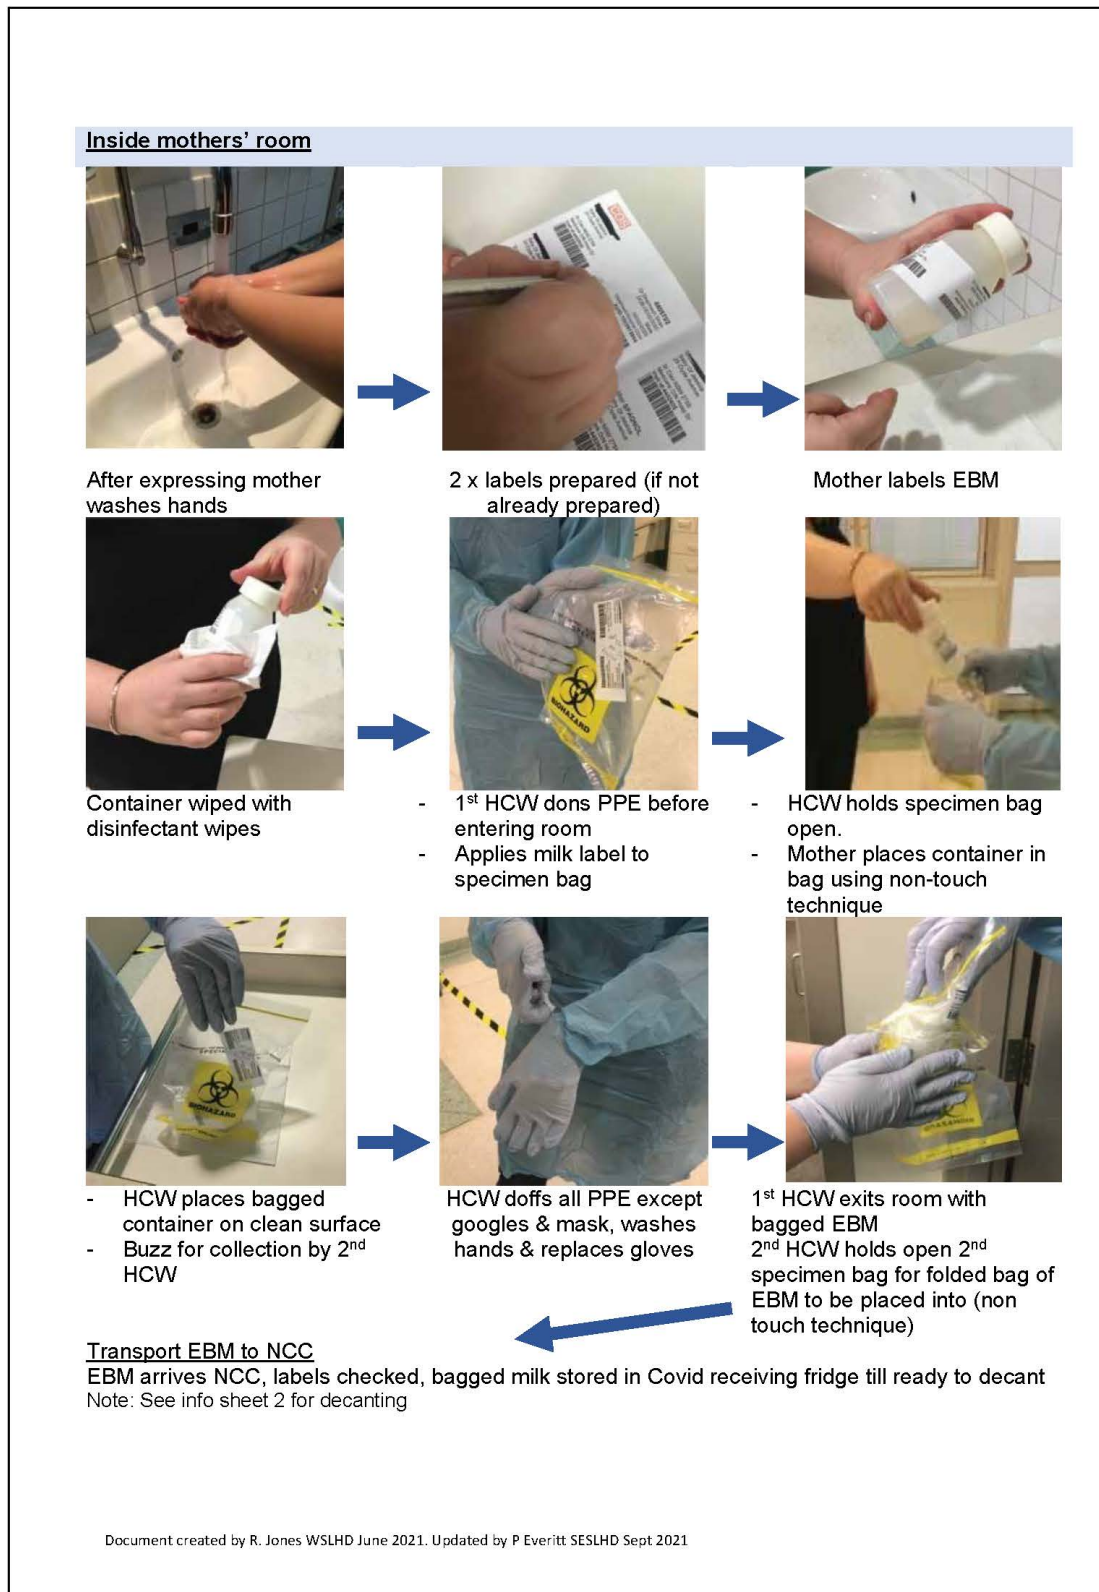 Inside mothers' room
After expressing mother
washes hands
2 x labels prepared (if not
already prepared)
Mother labels EBM
BIOHAZARD
Container wiped with
disinfectant wipes
- 1st HCW dons PPE before
entering room
- Applies milk label to
specimen bag
- HCW holds specimen bag
open.
- Mother places container in
bag using non-touch
technique
BIOHAZARD
BIOHAZARD
- HCW places bagged
container on clean surface
- Buzz for collection by 2nd
HCW
HCW doffs all PPE except
googles & mask, washes
hands & replaces gloves
1st HCW exits room with
bagged EBM
2nd HCW holds open 2nd
specimen bag for folded bag of
EBM to be placed into (non
touch technique)
Transport EBM to NCC
EBM arrives NCC, labels checked, bagged milk stored in Covid receiving fridge till ready to decant
Note: See info sheet 2 for decanting
Document created by R. Jones WSLHD June 2021. Updated by P Everitt SESLHD Sept 2021